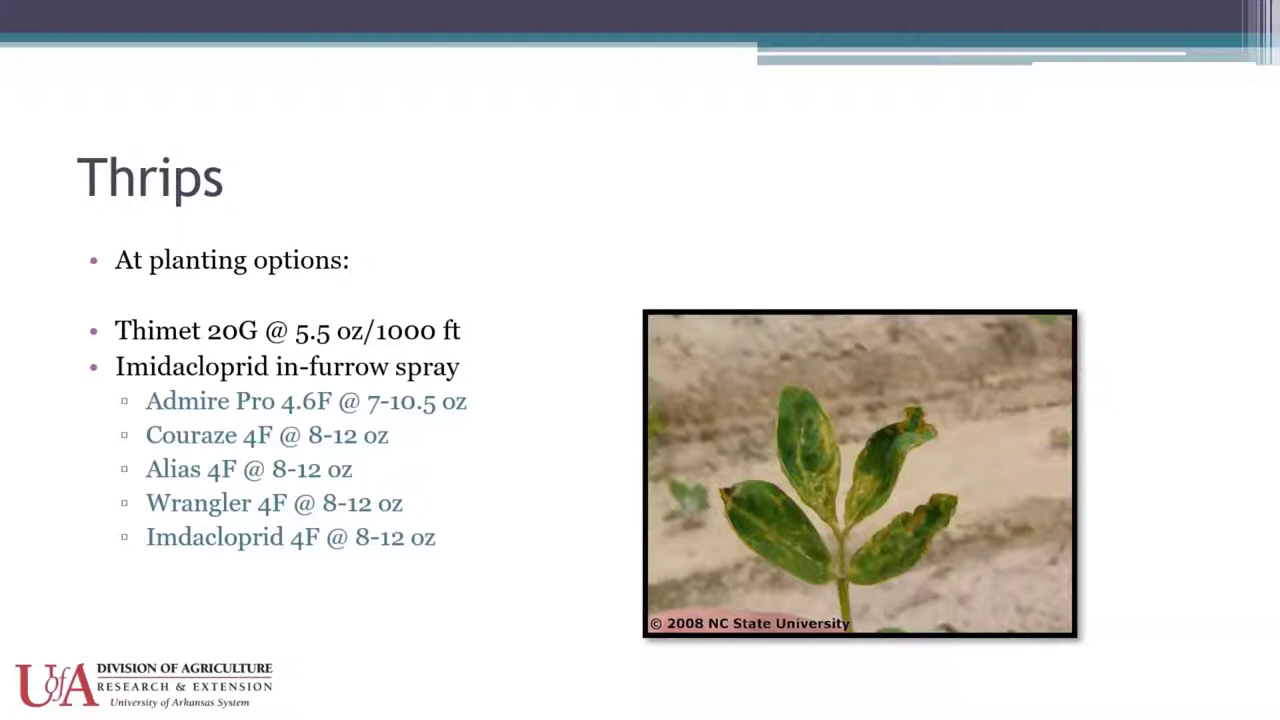 Thrips
• At planting options:
• Thimet 20G @ 5.5 oz/1000 ft
• Imidacloprid in-furrow spray
▫ Admire Pro 4.6F @ 7-10.5 oz
▫ Couraze 4F @ 8-12 oz
▫ Alias 4F @ 8-12 oz
▫ Wrangler 4F @ 8-12 oz
▫ Imdacloprid 4F @ 8-12 oz
© 2008 NC State University
UofA
DIVISION OF AGRICULTURE
RESEARCH & EXTENSION
University of Arkansas System